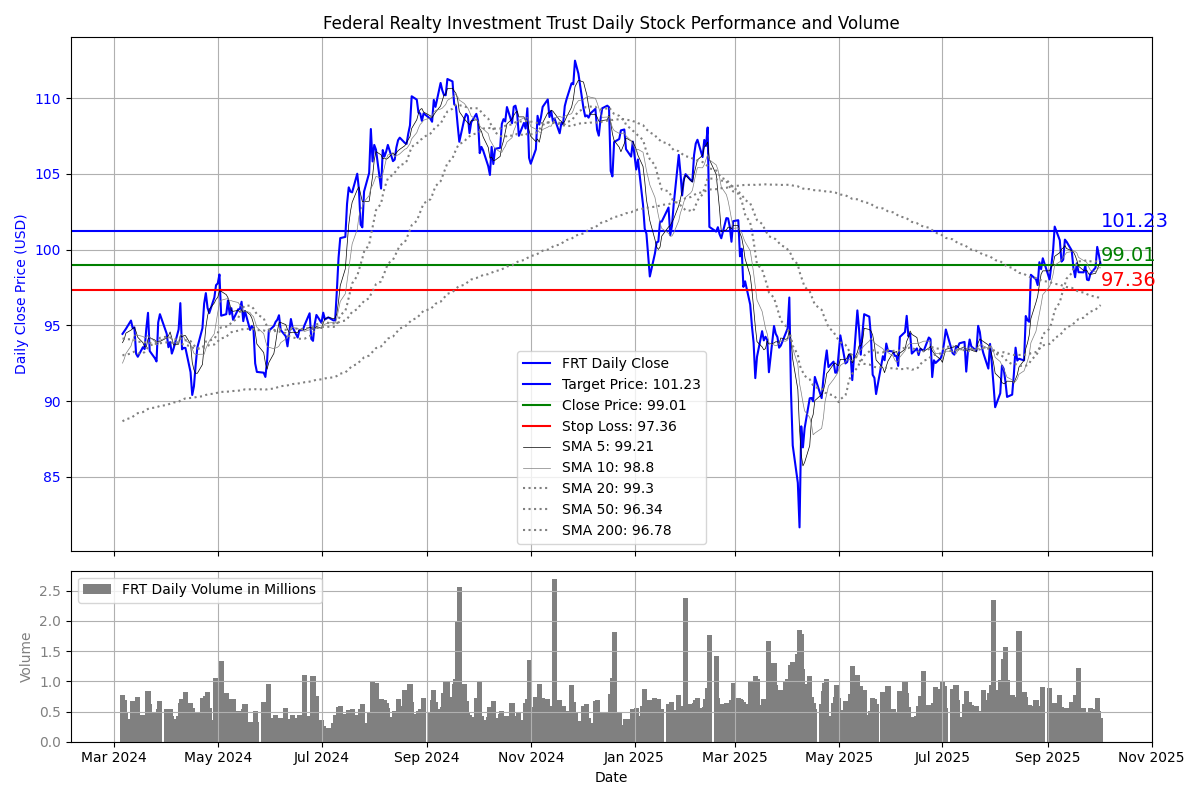 Federal Realty Investment Trust Daily Stock Performance and Volume
Daily Close Price (USD)
110
105
100
95
90
85
101.23
99.01
97.36
FRT Daily Close
Target Price: 101.23
Close Price: 99.01
Stop Loss: 97.36
SMA 5: 99.21
SMA 10: 98.8
SMA 20: 99.3
SMA 50: 96.34
SMA 200: 96.78
Volume
2.5
2.0
1.5
1.0
0.5
0.0
FRT Daily Volume in Millions
Mar 2024 May 2024 Jul 2024 Sep 2024 Nov 2024 Jan 2025 Mar 2025 May 2025 Jul 2025 Sep 2025 Nov 2025
Date